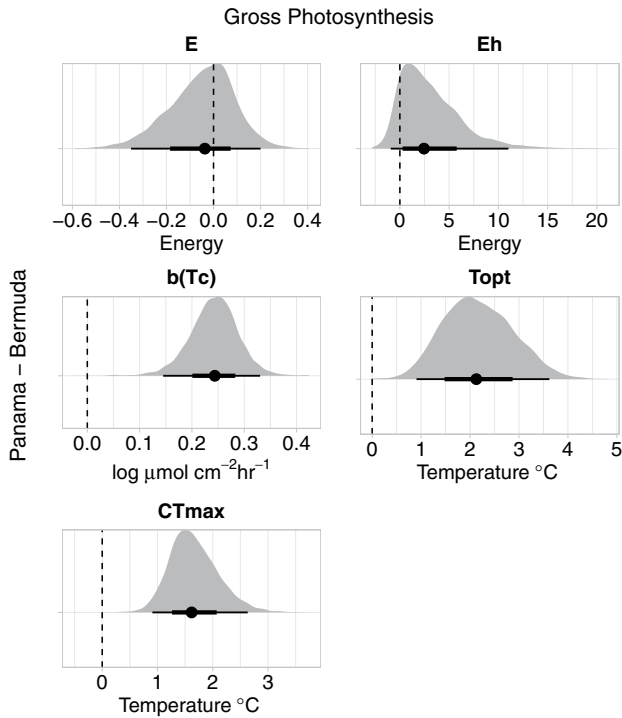 Gross Photosynthesis
E
−0.6 −0.4 −0.2 0.0 0.2 0.4
Energy
Eh
0 5 10 15 20
Energy
Panama − Bermuda
b(Tc)
0.0 0.1 0.2 0.3 0.4
log μmol cm⁻²hr⁻¹
Topt
0 1 2 3 4 5
Temperature °C
CTmax
0 1 2 3
Temperature °C